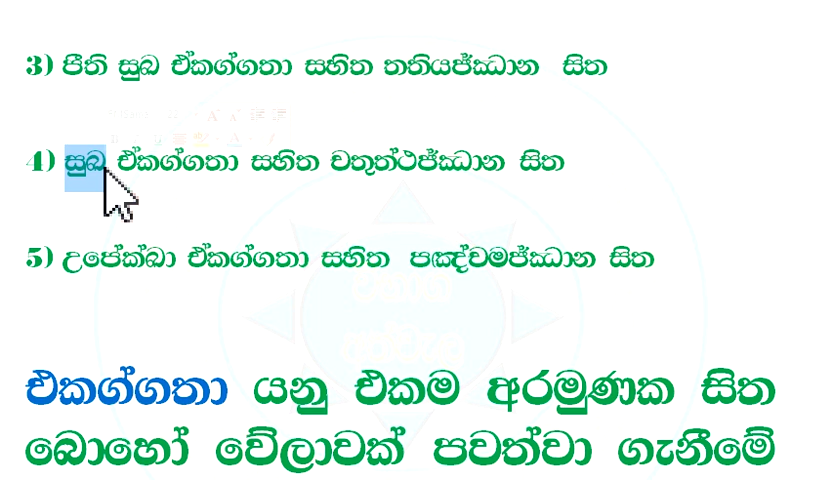 3) පීති සුඛ ඒකග්ගතා සහිත තතියජ්ඣාන සිත
4) සුඛ ඒකග්ගතා සහිත චතුත්ථජ්ඣාන සිත
5) උපේක්ඛා ඒකග්ගතා සහිත පඤ්චමජ්ඣාන සිත
එකග්ගතා යනු එකම අරමුණක සිත
බොහෝ වේලාවක් පවත්වා ගැනීමේ